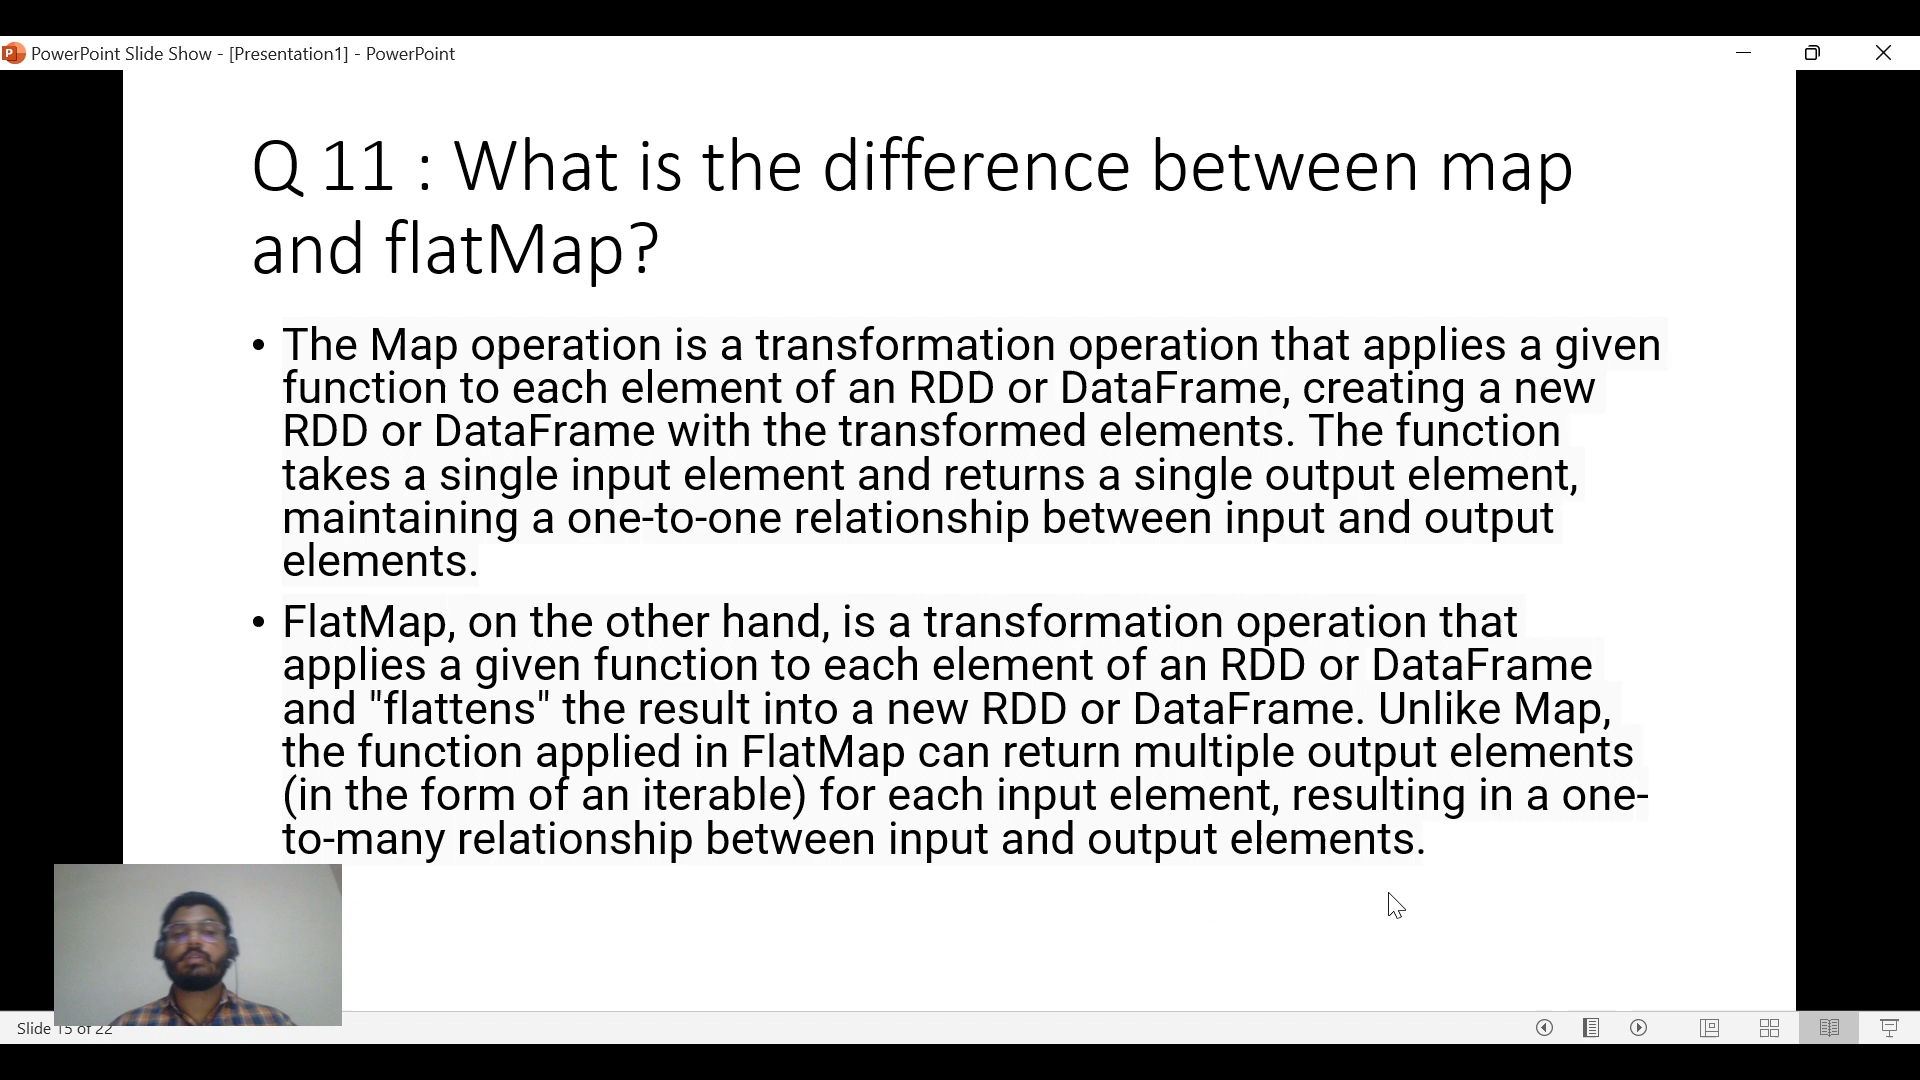 PowerPoint Slide Show - [Presentation1] - PowerPoint
Q 11 : What is the difference between map
and flatMap?
• The Map operation is a transformation operation that applies a given
function to each element of an RDD or DataFrame, creating a new
RDD or DataFrame with the transformed elements. The function
takes a single input element and returns a single output element,
maintaining a one-to-one relationship between input and output
elements.
• FlatMap, on the other hand, is a transformation operation that
applies a given function to each element of an RDD or DataFrame
and "flattens" the result into a new RDD or DataFrame. Unlike Map,
the function applied in FlatMap can return multiple output elements
(in the form of an iterable) for each input element, resulting in a one-
to-many relationship between input and output elements.
Slide 15 of 22